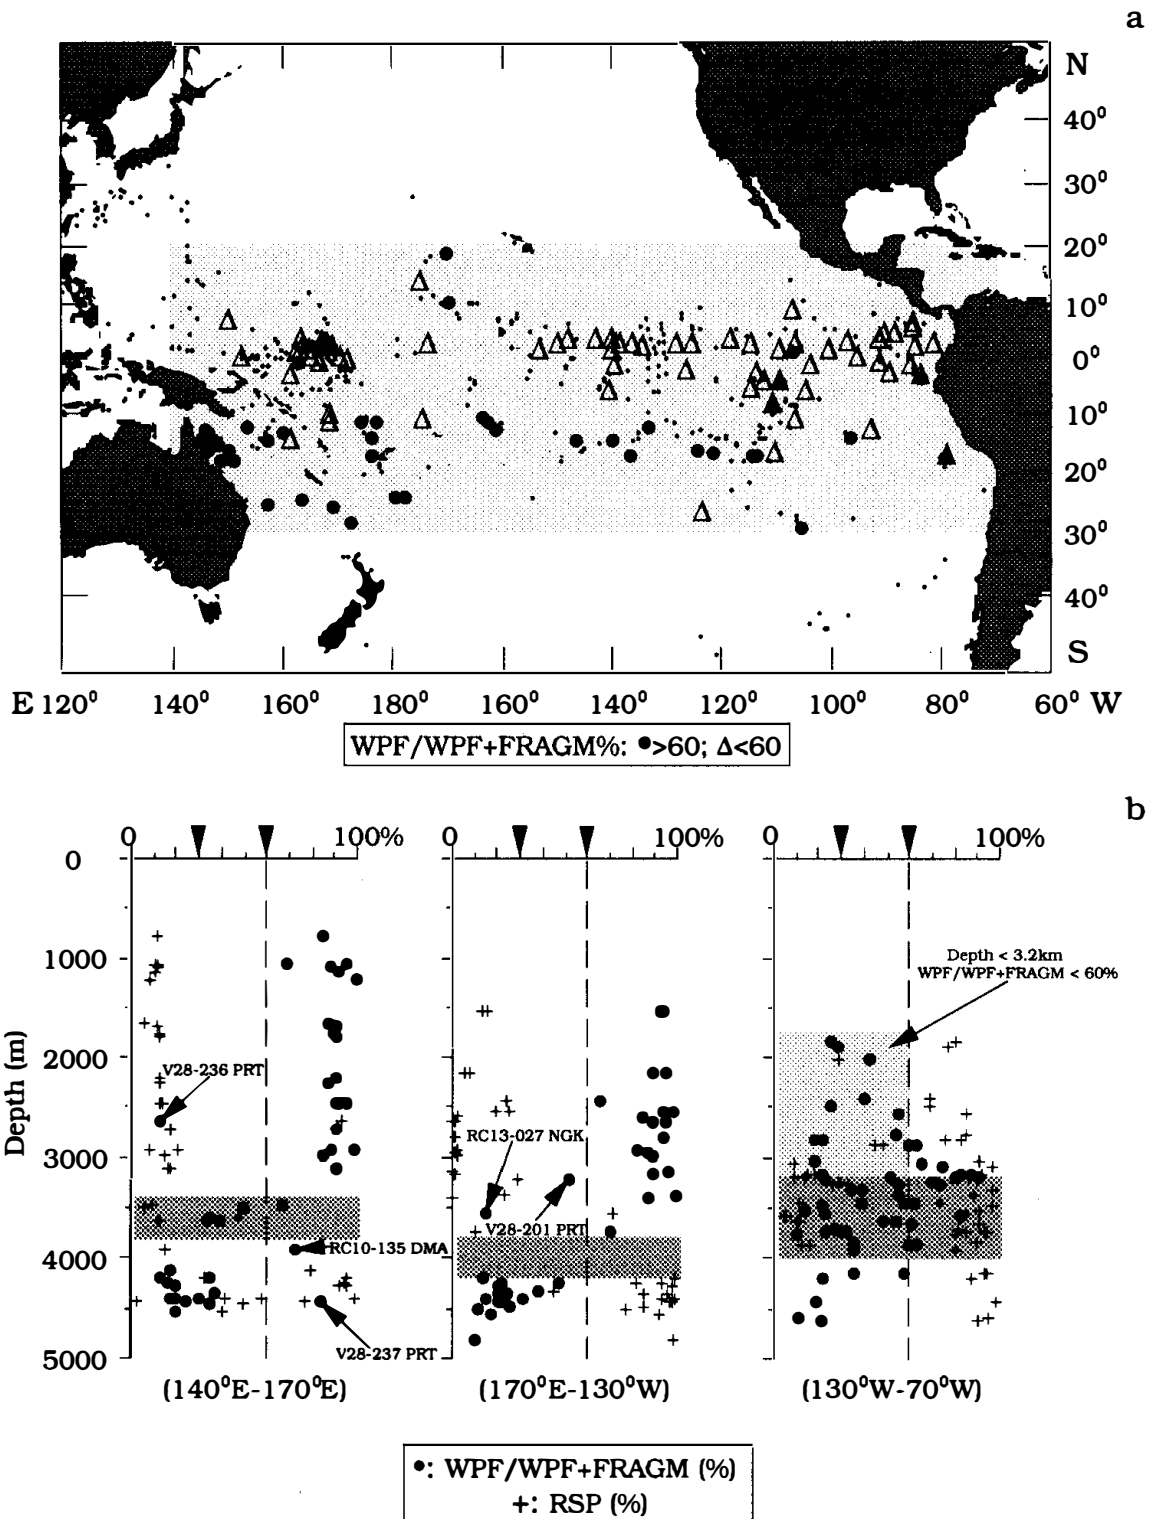 a
N
40⁰
30⁰
20⁰
10⁰
0⁰
10⁰
20⁰
30⁰
40⁰
S
E 120⁰ 140⁰ 160⁰ 180⁰ 160⁰ 140⁰ 120⁰ 100⁰ 80⁰ 60⁰ W
WPF/WPF+FRAGM%: ●>60; Δ<60
b
0 100% 0 100% 0 100%
0
1000
2000
3000
4000
5000
Depth (m)
V28-236 PRT
RC10-135 DMA
V28-237 PRT
RC13-027 NGK
V28-201 PRT
Depth < 3.2km
WPF/WPF+FRAGM < 60%
(140⁰E-170⁰E) (170⁰E-130⁰W) (130⁰W-70⁰W)
●: WPF/WPF+FRAGM (%)
+: RSP (%)